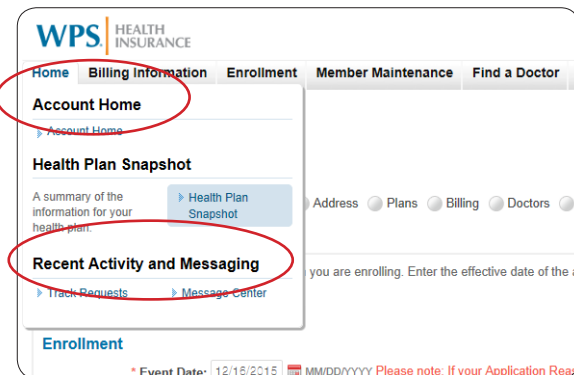 WPS. HEALTH
INSURANCE
Home Billing Information Enrollment Member Maintenance Find a Doctor
Account Home
Account Home
Health Plan Snapshot
A summary of the
information for your
health plan.
Health Plan
Snapshot
Address Plans Billing Doctors
Recent Activity and Messaging
you are enrolling. Enter the effective date of the
Track Requests Message Center
Enrollment
* Event Date: 12/15/2015 MM/DD/YYYY Please note: If your Application